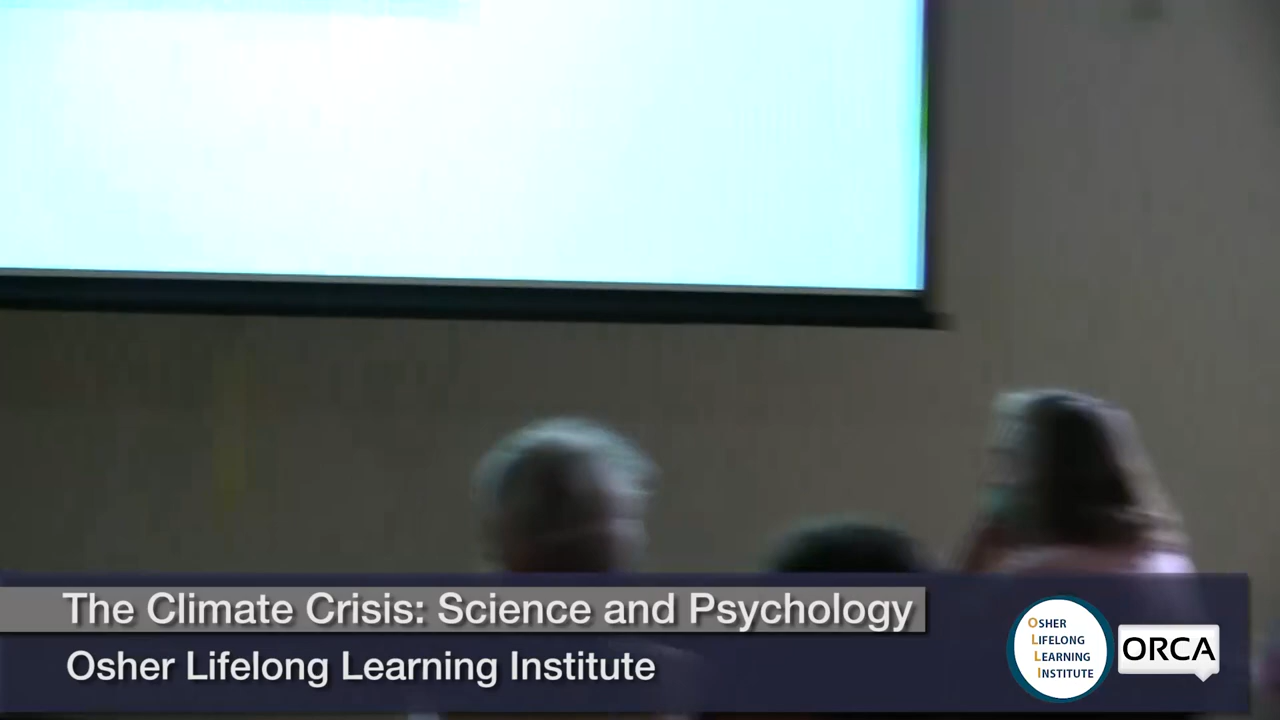 The Climate Crisis: Science and Psychology
Osher Lifelong Learning Institute
OSHER
LIFELONG
LEARNING
INSTITUTE
ORCA